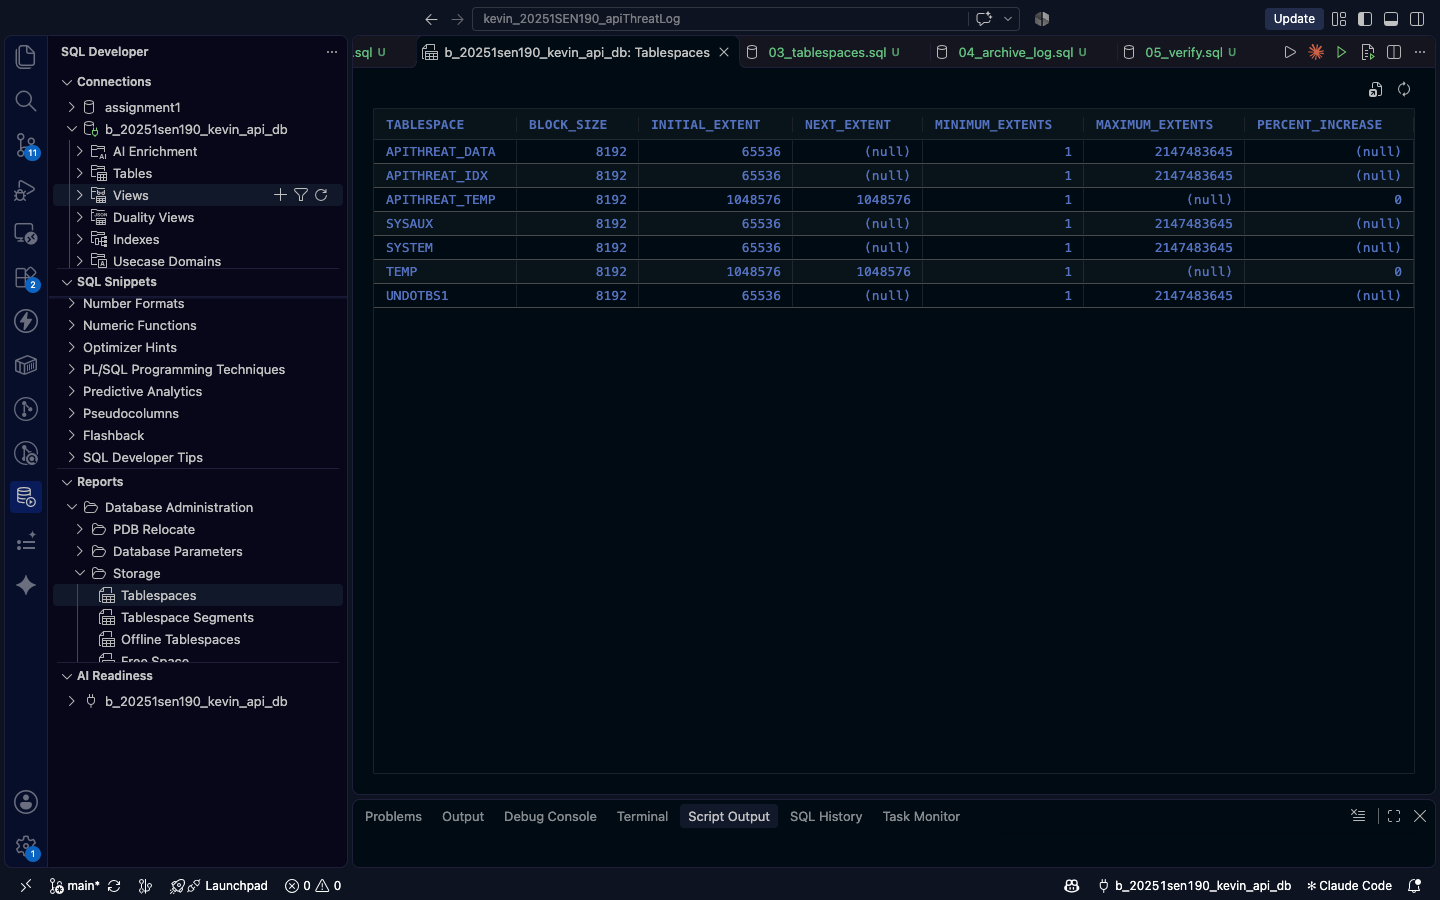 kevin_20251SEN190_apiThreatLog
Update
SQL Developer
.sql U
b_20251sen190_kevin_api_db: Tablespaces
03_tablespaces.sql U
04_archive_log.sql U
05_verify.sql U
Connections
assignment1
b_20251sen190_kevin_api_db
AI Enrichment
Tables
Views
Duality Views
Indexes
Usecase Domains
SQL Snippets
Number Formats
Numeric Functions
Optimizer Hints
PL/SQL Programming Techniques
Predictive Analytics
Pseudocolumns
Flashback
SQL Developer Tips
Reports
Database Administration
PDB Relocate
Database Parameters
Storage
Tablespaces
Tablespace Segments
Offline Tablespaces
Free Space
AI Readiness
b_20251sen190_kevin_api_db
11
2
1
TABLESPACE BLOCK_SIZE INITIAL_EXTENT NEXT_EXTENT MINIMUM_EXTENTS MAXIMUM_EXTENTS PERCENT_INCREASE
APITHREAT_DATA 8192 65536 (null) 1 2147483645 (null)
APITHREAT_IDX 8192 65536 (null) 1 2147483645 (null)
APITHREAT_TEMP 8192 1048576 1048576 1 (null) 0
SYSAUX 8192 65536 (null) 1 2147483645 (null)
SYSTEM 8192 65536 (null) 1 2147483645 (null)
TEMP 8192 1048576 1048576 1 (null) 0
UNDOTBS1 8192 65536 (null) 1 2147483645 (null)
Problems Output Debug Console Terminal Script Output SQL History Task Monitor
main* Launchpad 0 0 b_20251sen190_kevin_api_db Claude Code